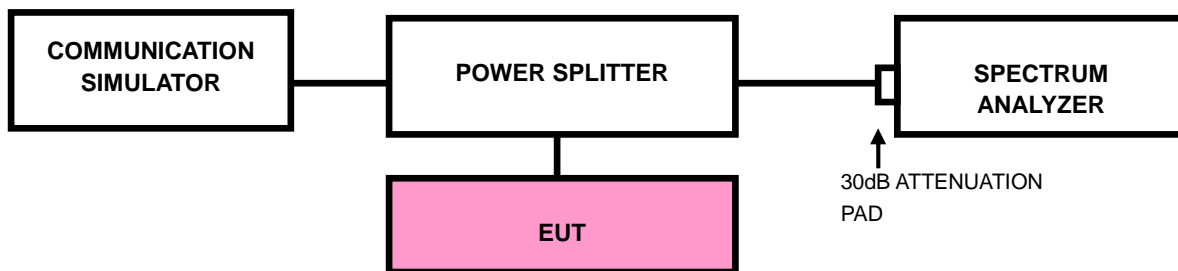 COMMUNICATION
SIMULATOR
POWER SPLITTER
SPECTRUM
ANALYZER
30dB ATTENUATION
PAD
EUT